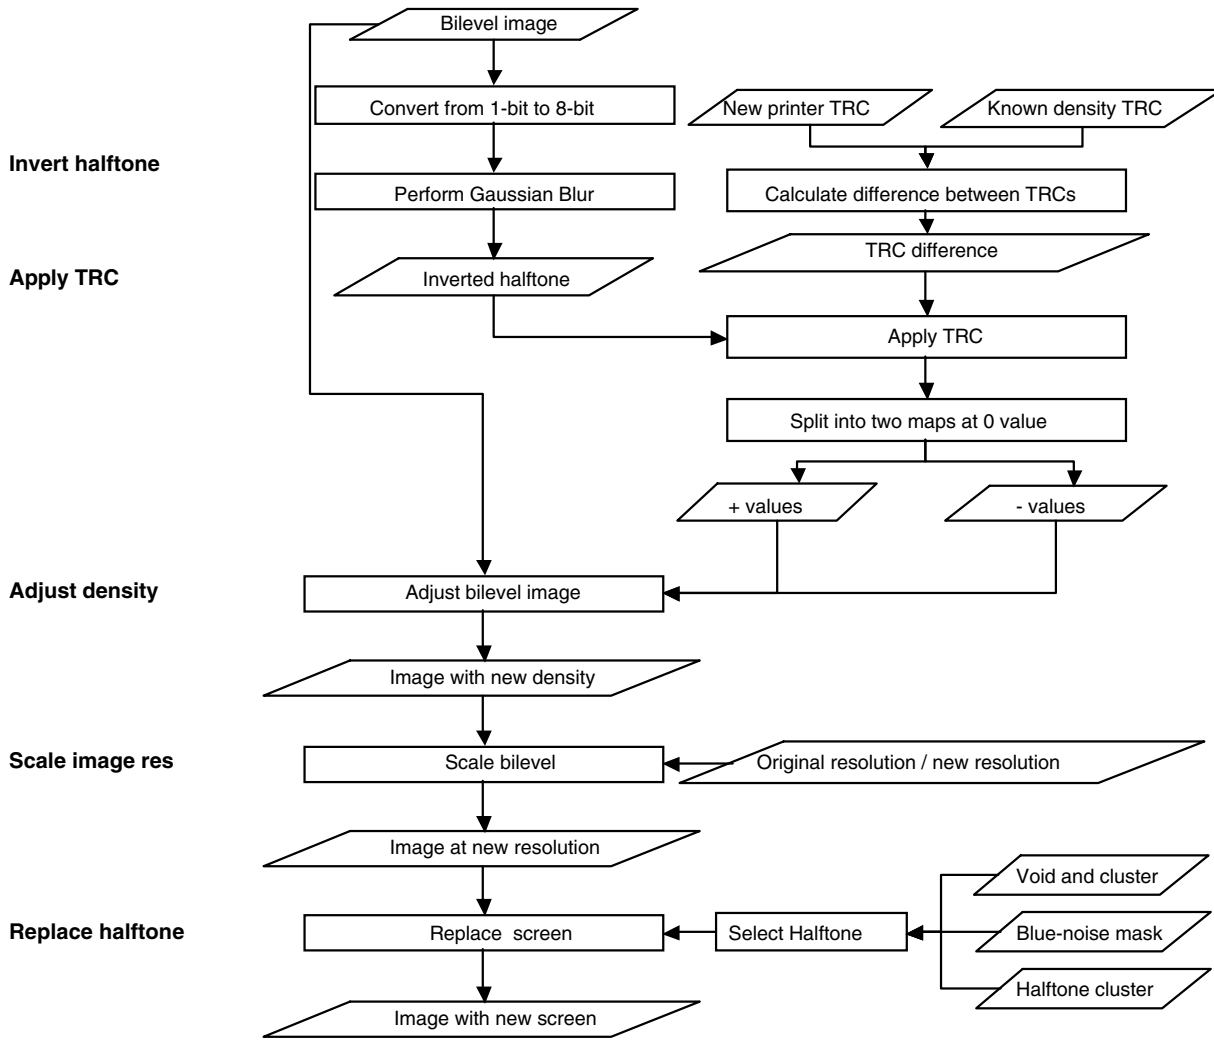 Bilevel image
Convert from 1-bit to 8-bit
New printer TRC
Known density TRC
Invert halftone
Perform Gaussian Blur
Calculate difference between TRCs
TRC difference
Apply TRC
Inverted halftone
Apply TRC
Split into two maps at 0 value
+ values
- values
Adjust density
Adjust bilevel image
Image with new density
Scale image res
Scale bilevel
Original resolution / new resolution
Image at new resolution
Void and cluster
Replace halftone
Replace screen
Select Halftone
Blue-noise mask
Halftone cluster
Image with new screen